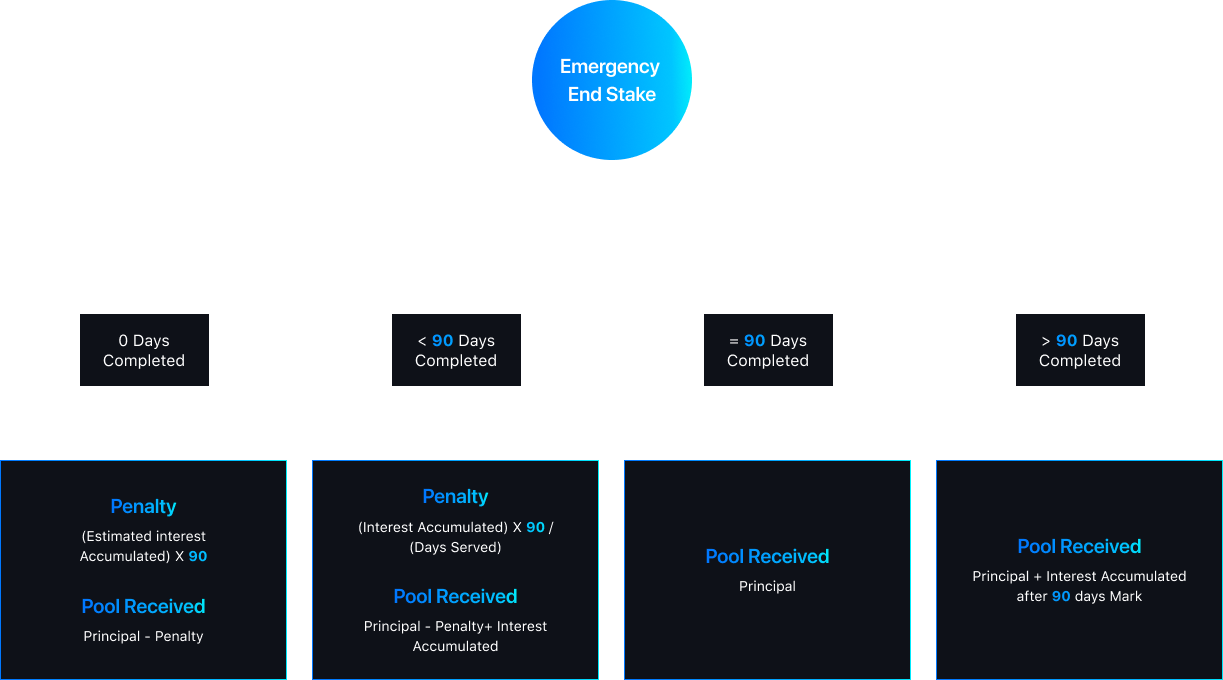 Emergency
End Stake
0 Days
Completed
< 90 Days
Completed
= 90 Days
Completed
> 90 Days
Completed
Penalty
(Estimated interest
Accumulated) X 90
Pool Received
Principal - Penalty
Penalty
(Interest Accumulated) X 90 /
(Days Served)
Pool Received
Principal - Penalty+ Interest
Accumulated
Pool Received
Principal
Pool Received
Principal + Interest Accumulated
after 90 days Mark